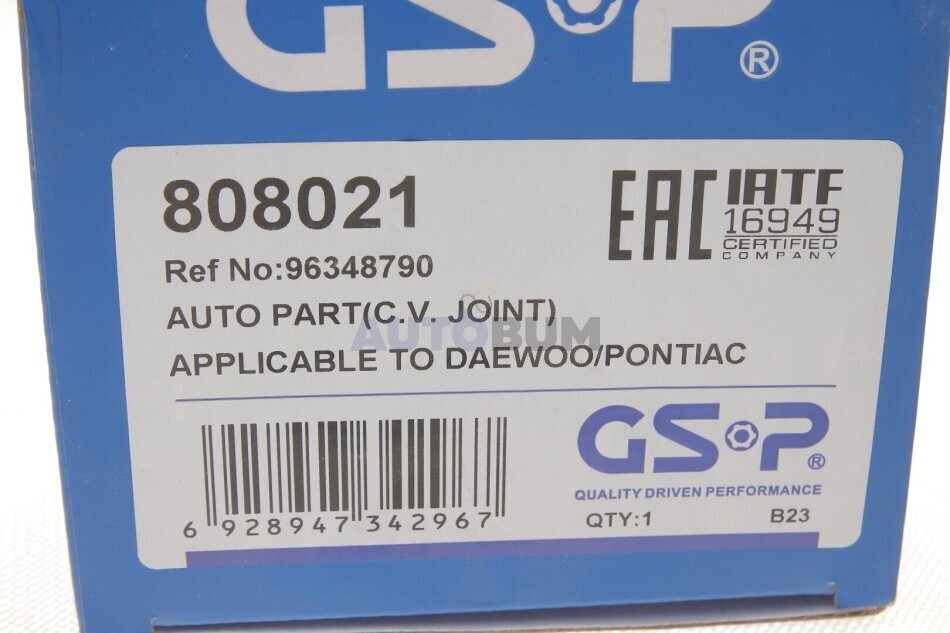 GSP®
808021
EAC
IATF
16949
CERTIFIED
COMPANY
Ref No:96348790
AUTO PART(C.V. JOINT)
AUTOBUM
APPLICABLE TO DAEWOO/PONTIAC
GSP®
QUALITY DRIVEN PERFORMANCE
6 928947 342967
QTY:1 B23